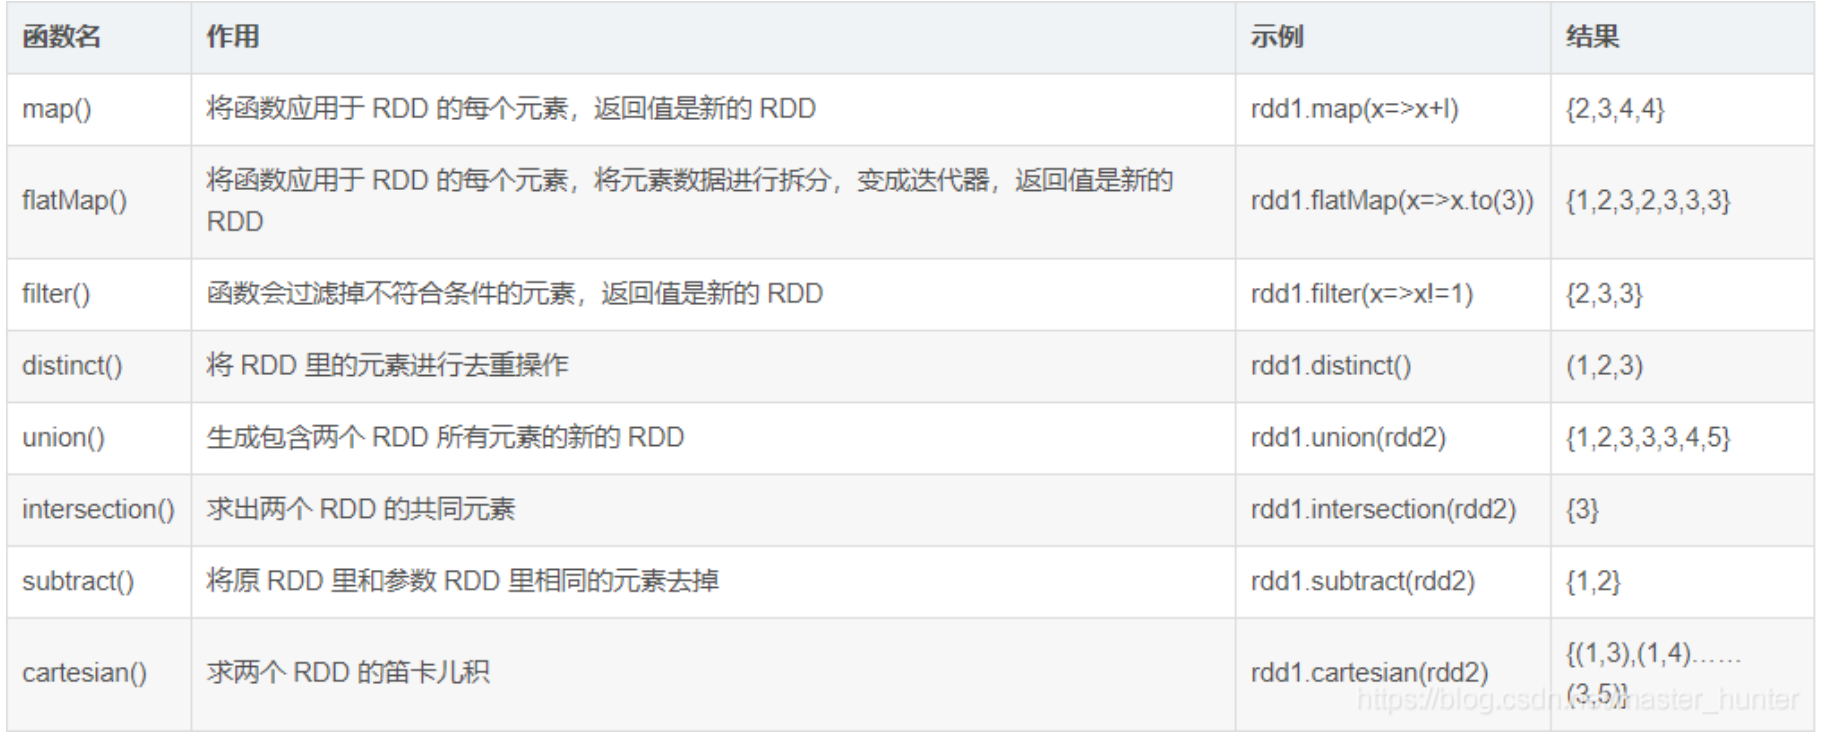 函数名 作用 示例 结果
map() 将函数应用于 RDD 的每个元素，返回值是新的 RDD rdd1.map(x=>x+l) {2,3,4,4}
flatMap() 将函数应用于 RDD 的每个元素，将元素数据进行拆分，变成迭代器，返回值是新的 rdd1.flatMap(x=>x.to(3)) {1,2,3,2,3,3,3}
RDD
filter() 函数会过滤掉不符合条件的元素，返回值是新的 RDD rdd1.filter(x=>x!=1) {2,3,3}
distinct() 将 RDD 里的元素进行去重操作 rdd1.distinct() (1,2,3)
union() 生成包含两个 RDD 所有元素的新的 RDD rdd1.union(rdd2) {1,2,3,3,3,4,5}
intersection() 求出两个 RDD 的共同元素 rdd1.intersection(rdd2) {3}
subtract() 将原 RDD 里和参数 RDD 里相同的元素去掉 rdd1.subtract(rdd2) {1,2}
cartesian() 求两个 RDD 的笛卡儿积 rdd1.cartesian(rdd2) {(1,3),(1,4)……
(3,5)}
https://blog.csdn.net/master_hunter